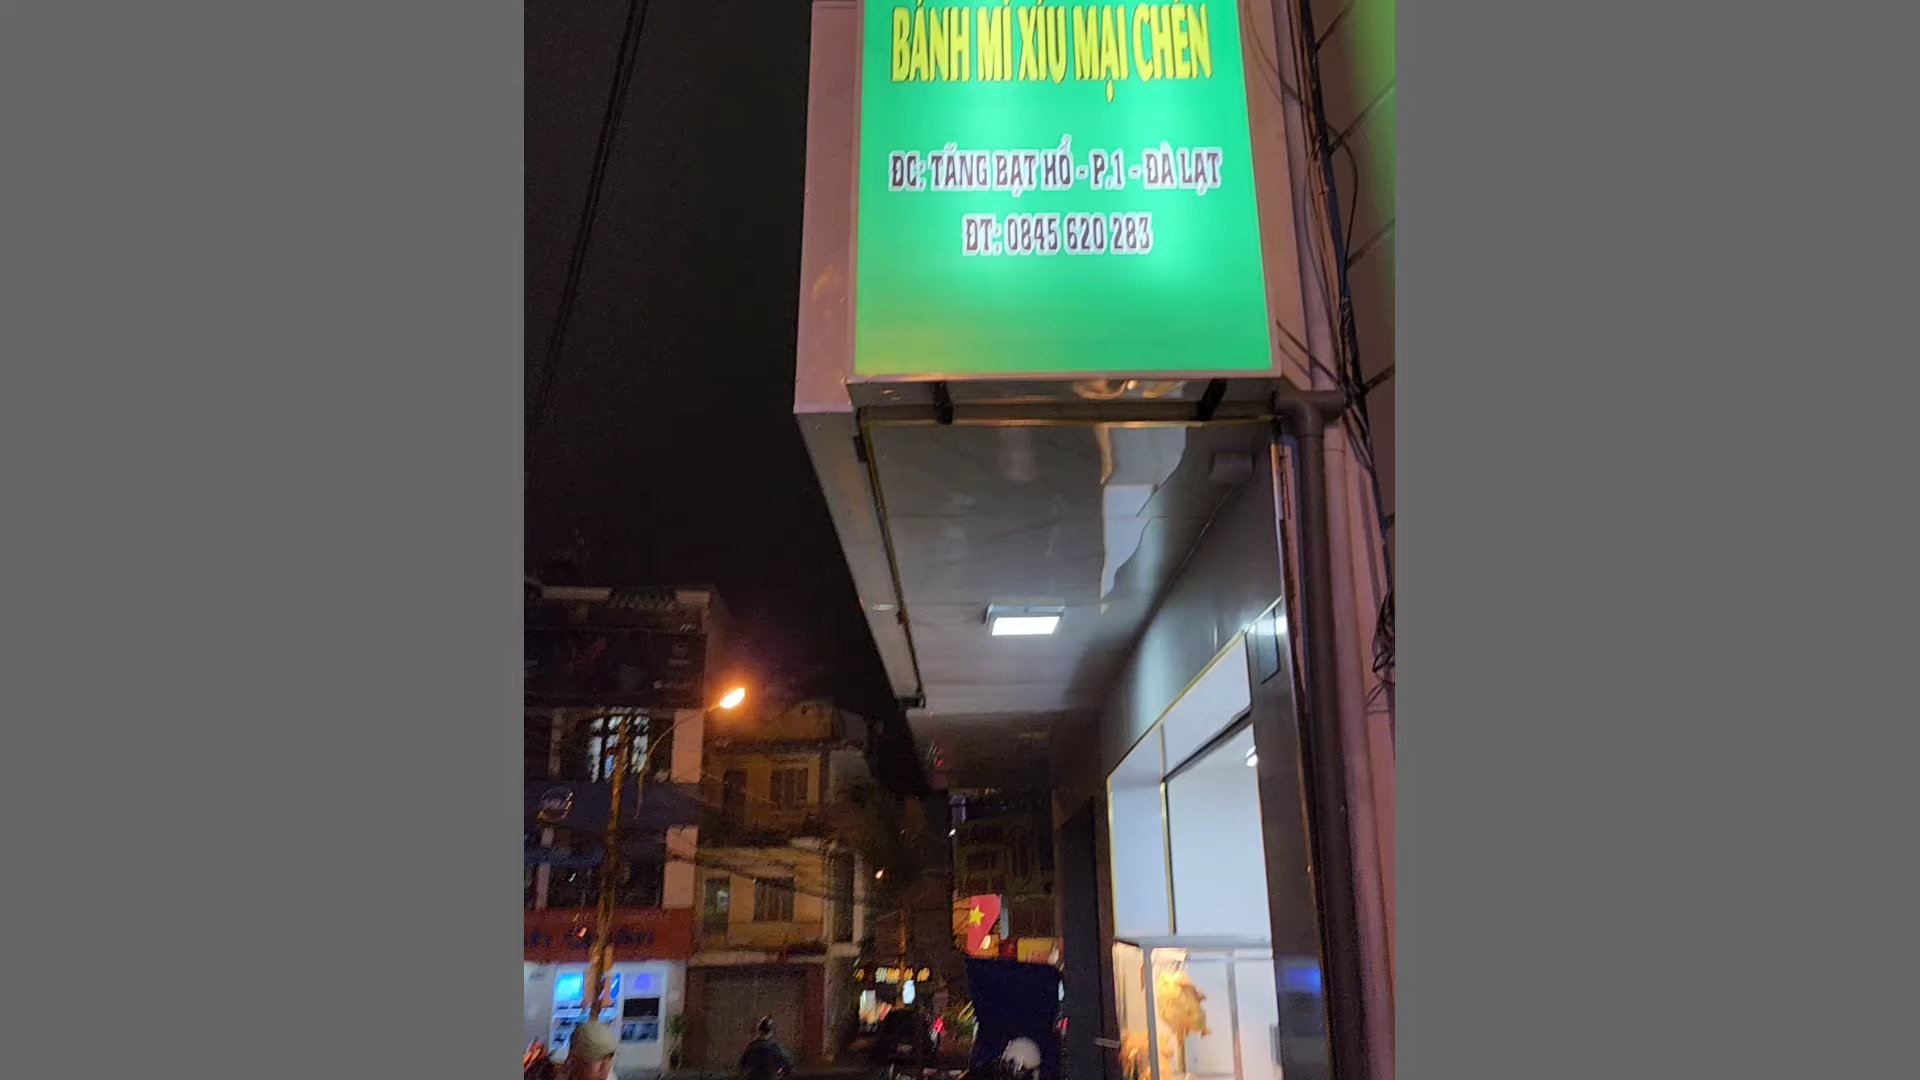 BÁNH MÌ XÍU MẠI CHÉN
ĐC: TĂNG BẠT HỔ - P.1 - ĐÀ LẠT
ĐT: 0845 620 283